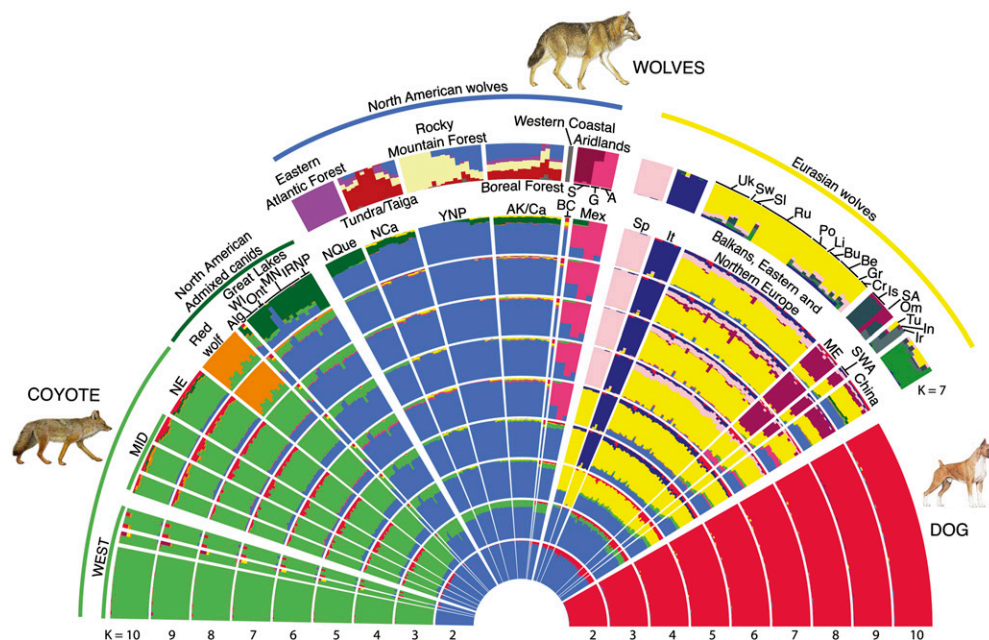 WOLVES
North American wolves
Eurasian wolves
Eastern
Atlantic Forest
Tundra/Taiga
Rocky
Mountain Forest
Boreal Forest
Western Coastal
Aridlands
S
G
A
Uk
Sw
Sl
Ru
Po
Li
Bu
Be
Gr
Cr
Is
SA
Om
Tu
In
Ir
K = 7
North American
Admixed canids
Great Lakes
Alg
WI
Ont
MN
IRNP
Red
wolf
NQue
NCa
YNP
AK/Ca
BC
Mex
Sp
It
Balkans, Eastern and
Northern Europe
ME
SWA
China
COYOTE
NE
MID
WEST
DOG
K = 10 9 8 7 6 5 4 3 2
2 3 4 5 6 7 8 9 10